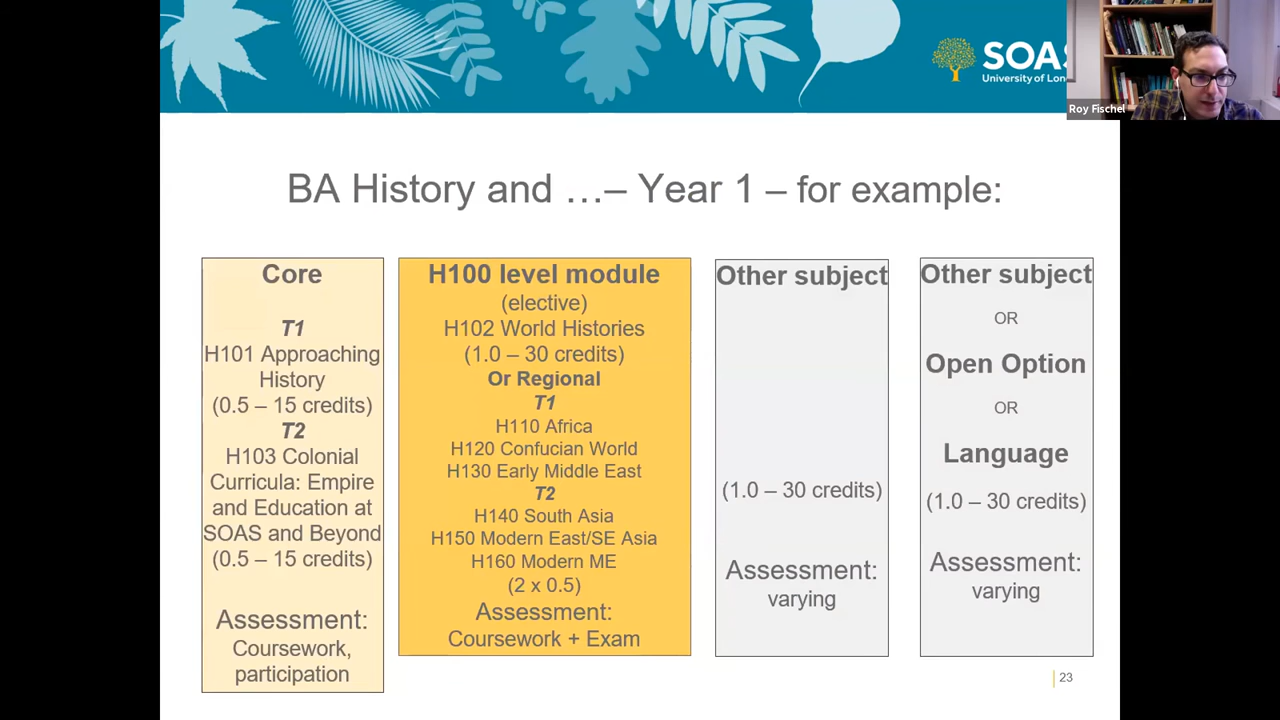 SOAS
University of Lon
Roy Fischel
BA History and …– Year 1 – for example:
Core
T1
H101 Approaching
History
(0.5 – 15 credits)
T2
H103 Colonial
Curricula: Empire
and Education at
SOAS and Beyond
(0.5 – 15 credits)
Assessment:
Coursework,
participation
H100 level module
(elective)
H102 World Histories
(1.0 – 30 credits)
Or Regional
T1
H110 Africa
H120 Confucian World
H130 Early Middle East
T2
H140 South Asia
H150 Modern East/SE Asia
H160 Modern ME
(2 x 0.5)
Assessment:
Coursework + Exam
Other subject
(1.0 – 30 credits)
Assessment:
varying
Other subject
OR
Open Option
OR
Language
(1.0 – 30 credits)
Assessment:
varying
23